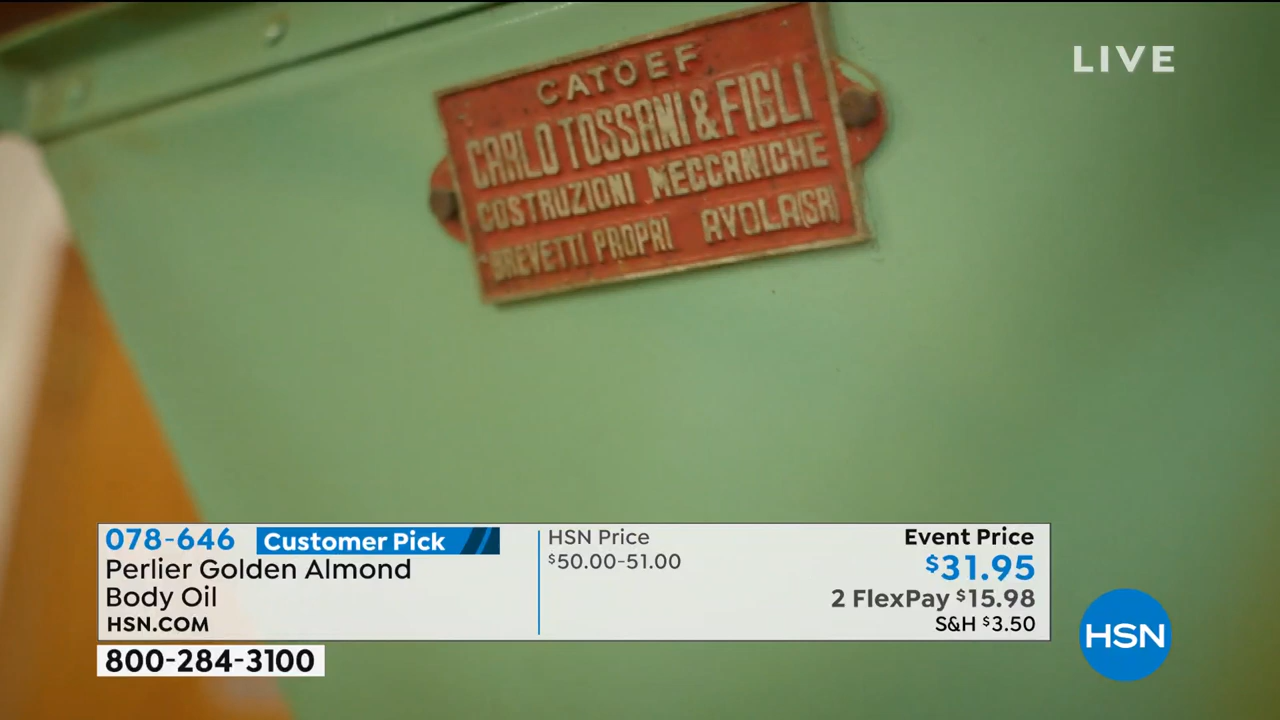 LIVE
CATOEF
CARLO TOSSANI & FIGLI
COSTRUZIONI MECCANICHE
BREVETTI PROPRI AVOLA (SR)
078-646 Customer Pick
Perlier Golden Almond
Body Oil
HSN.COM
800-284-3100
HSN Price
$50.00-51.00
Event Price
$31.95
2 FlexPay $15.98
S&H $3.50
HSN